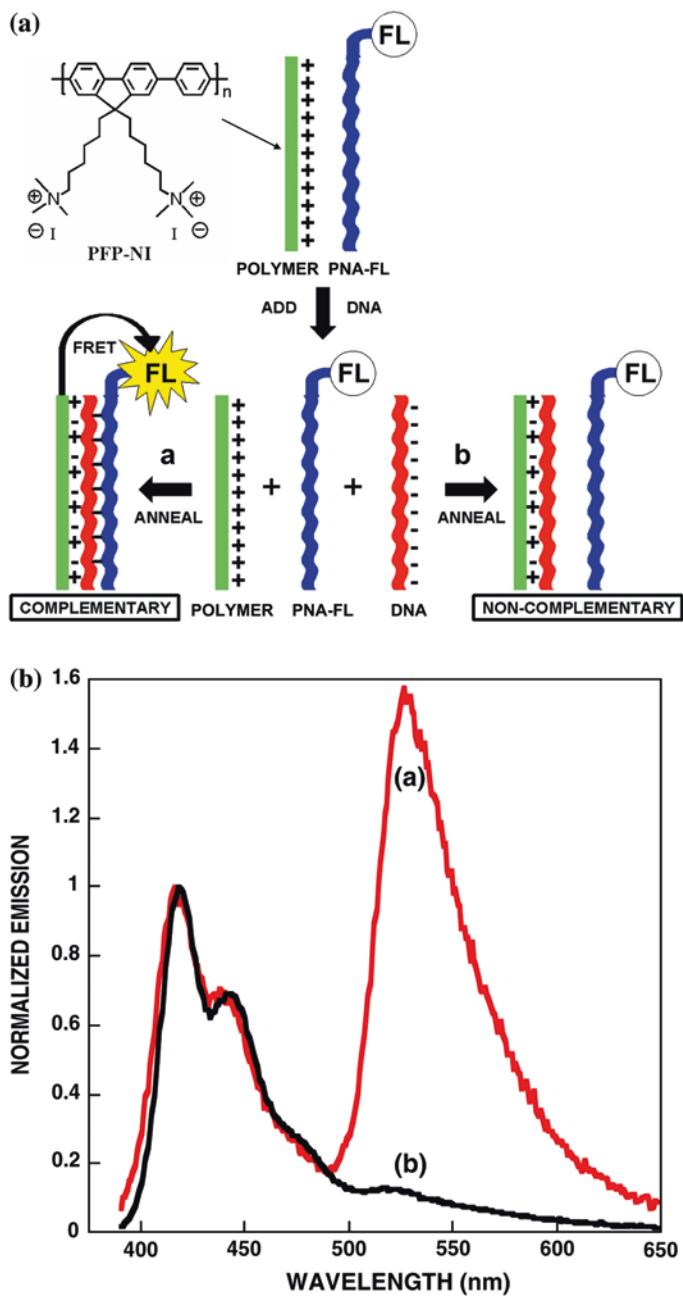 (a)
FL
n
N
N
⊕
⊕
⊖ I
I ⊖
PFP-NI
+
+
+
+
+
+
+
+
+
+
+
POLYMER PNA-FL
ADD
DNA
FRET
FL
FL
FL
a
b
+
+
ANNEAL
ANNEAL
COMPLEMENTARY
POLYMER
PNA-FL
DNA
NON-COMPLEMENTARY
(b)
1.6
1.4
1.2
1
0.8
0.6
0.4
0.2
0
NORMALIZED EMISSION
(a)
(b)
400
450
500
550
600
650
WAVELENGTH (nm)